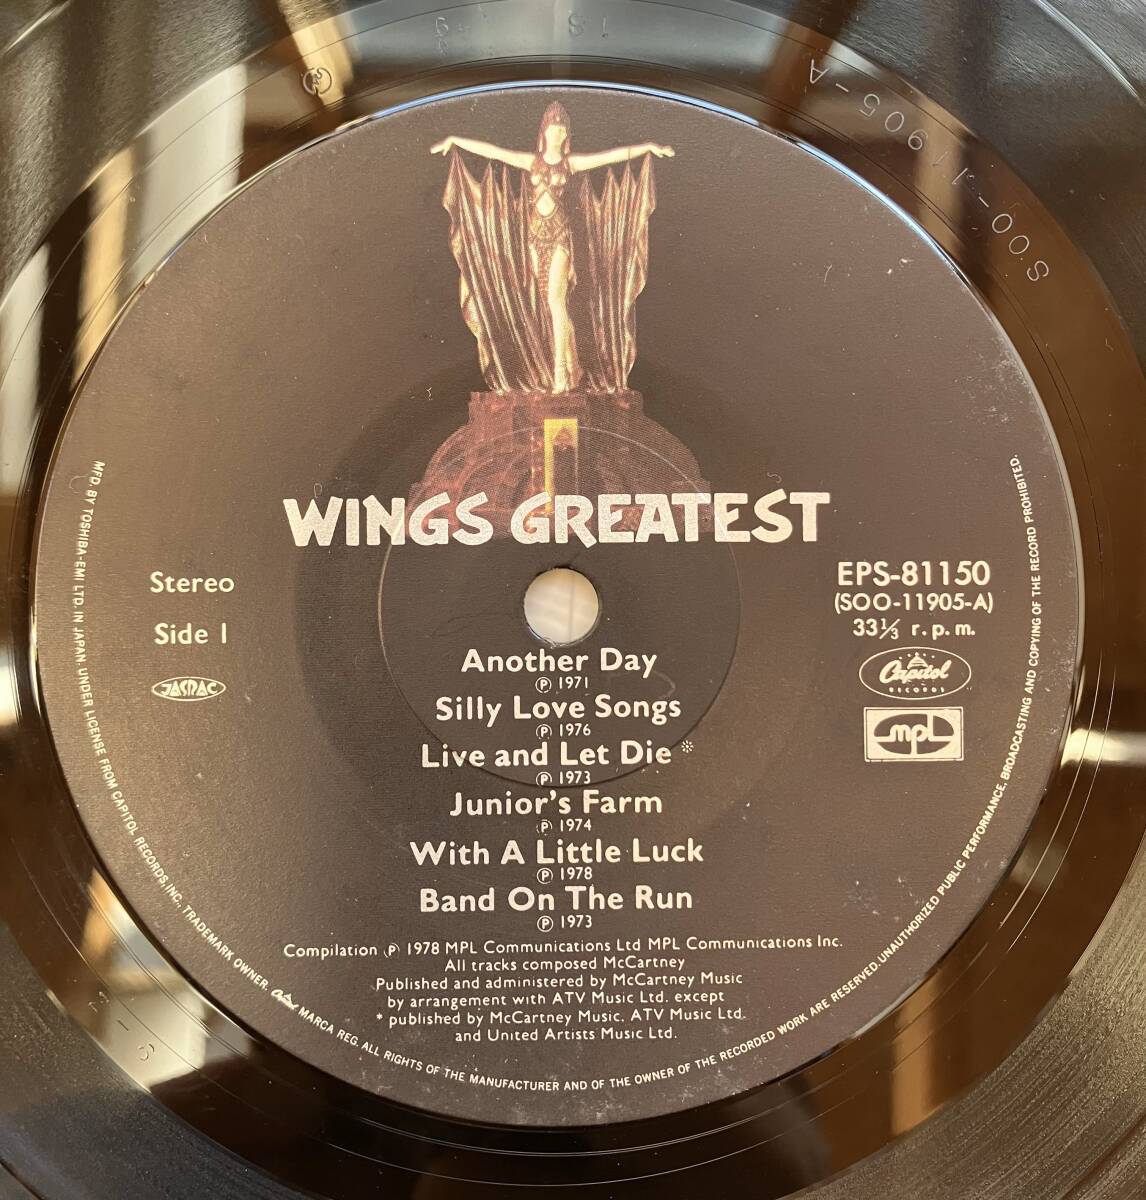 WINGS GREATEST
Stereo
Side 1
JASRAC
EPS-81150
(SOO-11905-A)
33⅓ r.p.m.
Capitol
RECORDS
MPL
Another Day
℗ 1971
Silly Love Songs
℗ 1976
Live and Let Die *
℗ 1973
Junior's Farm
℗ 1974
With A Little Luck
℗ 1978
Band On The Run
℗ 1973
Compilation ℗ 1978 MPL Communications Ltd MPL Communications Inc.
All tracks composed McCartney
Published and administered by McCartney Music
by arrangement with ATV Music Ltd. except
* published by McCartney Music, ATV Music Ltd.
and United Artists Music Ltd.
MFD. BY TOSHIBA-EMI LTD. IN JAPAN. UNDER LICENSE FROM CAPITOL RECORDS, INC., TRADEMARK OWNER. Capitol MARCA REG. ALL RIGHTS OF THE MANUFACTURER AND OF THE OWNER OF THE RECORDED WORK ARE RESERVED. UNAUTHORIZED PUBLIC PERFORMANCE, BROADCASTING AND COPYING OF THE RECORD PROHIBITED.
SOO-11905-A